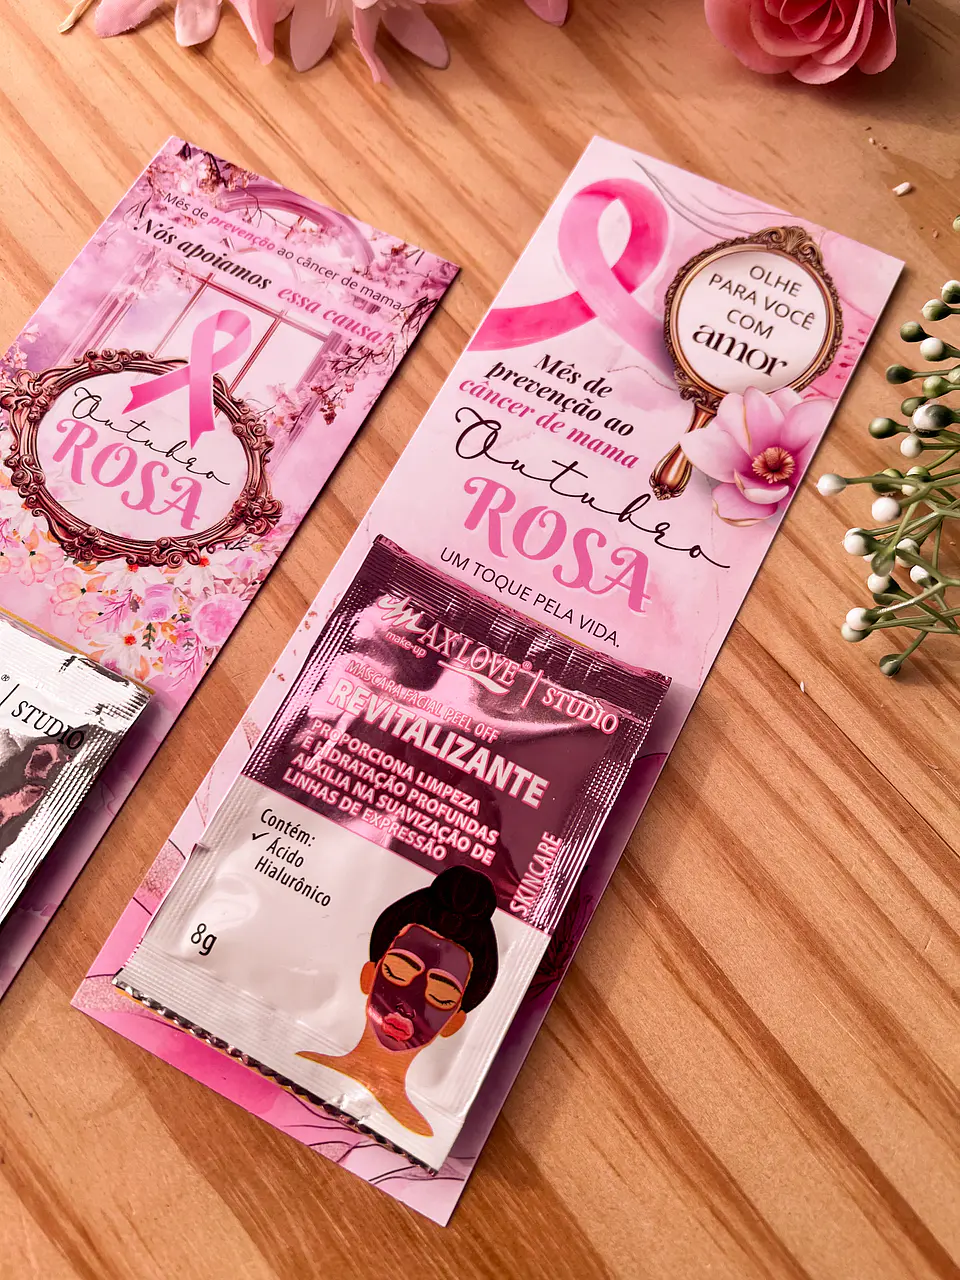 Mês de prevenção ao câncer de mama.
Nós apoiamos essa causa!
Outubro
ROSA
® | STUDIO
OLHE
PARA VOCÊ
COM
amor
Mês de
prevenção ao
câncer de mama
Outubro
ROSA
UM TOQUE PELA VIDA.
MAX LOVE® | STUDIO
make-up
MÁSCARA FACIAL PEEL OFF
REVITALIZANTE
PROPORCIONA LIMPEZA
E HIDRATAÇÃO PROFUNDAS
AUXILIA NA SUAVIZAÇÃO DE
LINHAS DE EXPRESSÃO
SKINCARE
Contém:
✓ Ácido
Hialurônico
8g